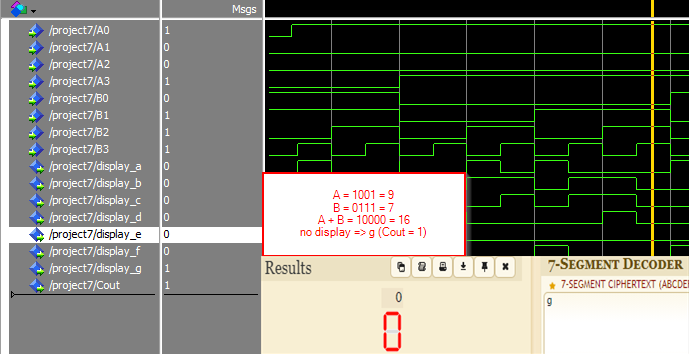 Msgs
/project7/A0 1
/project7/A1 0
/project7/A2 0
/project7/A3 1
/project7/B0 0
/project7/B1 1
/project7/B2 1
/project7/B3 1
/project7/display_a 0
/project7/display_b 0
/project7/display_c 0
/project7/display_d 0
/project7/display_e 0
/project7/display_f 0
/project7/display_g 1
/project7/Cout 1
A = 1001 = 9
B = 0111 = 7
A + B = 10000 = 16
no display => g (Cout = 1)
Results
0
0
7-SEGMENT DECODER
★ 7-SEGMENT CIPHERTEXT (ABCDE
g